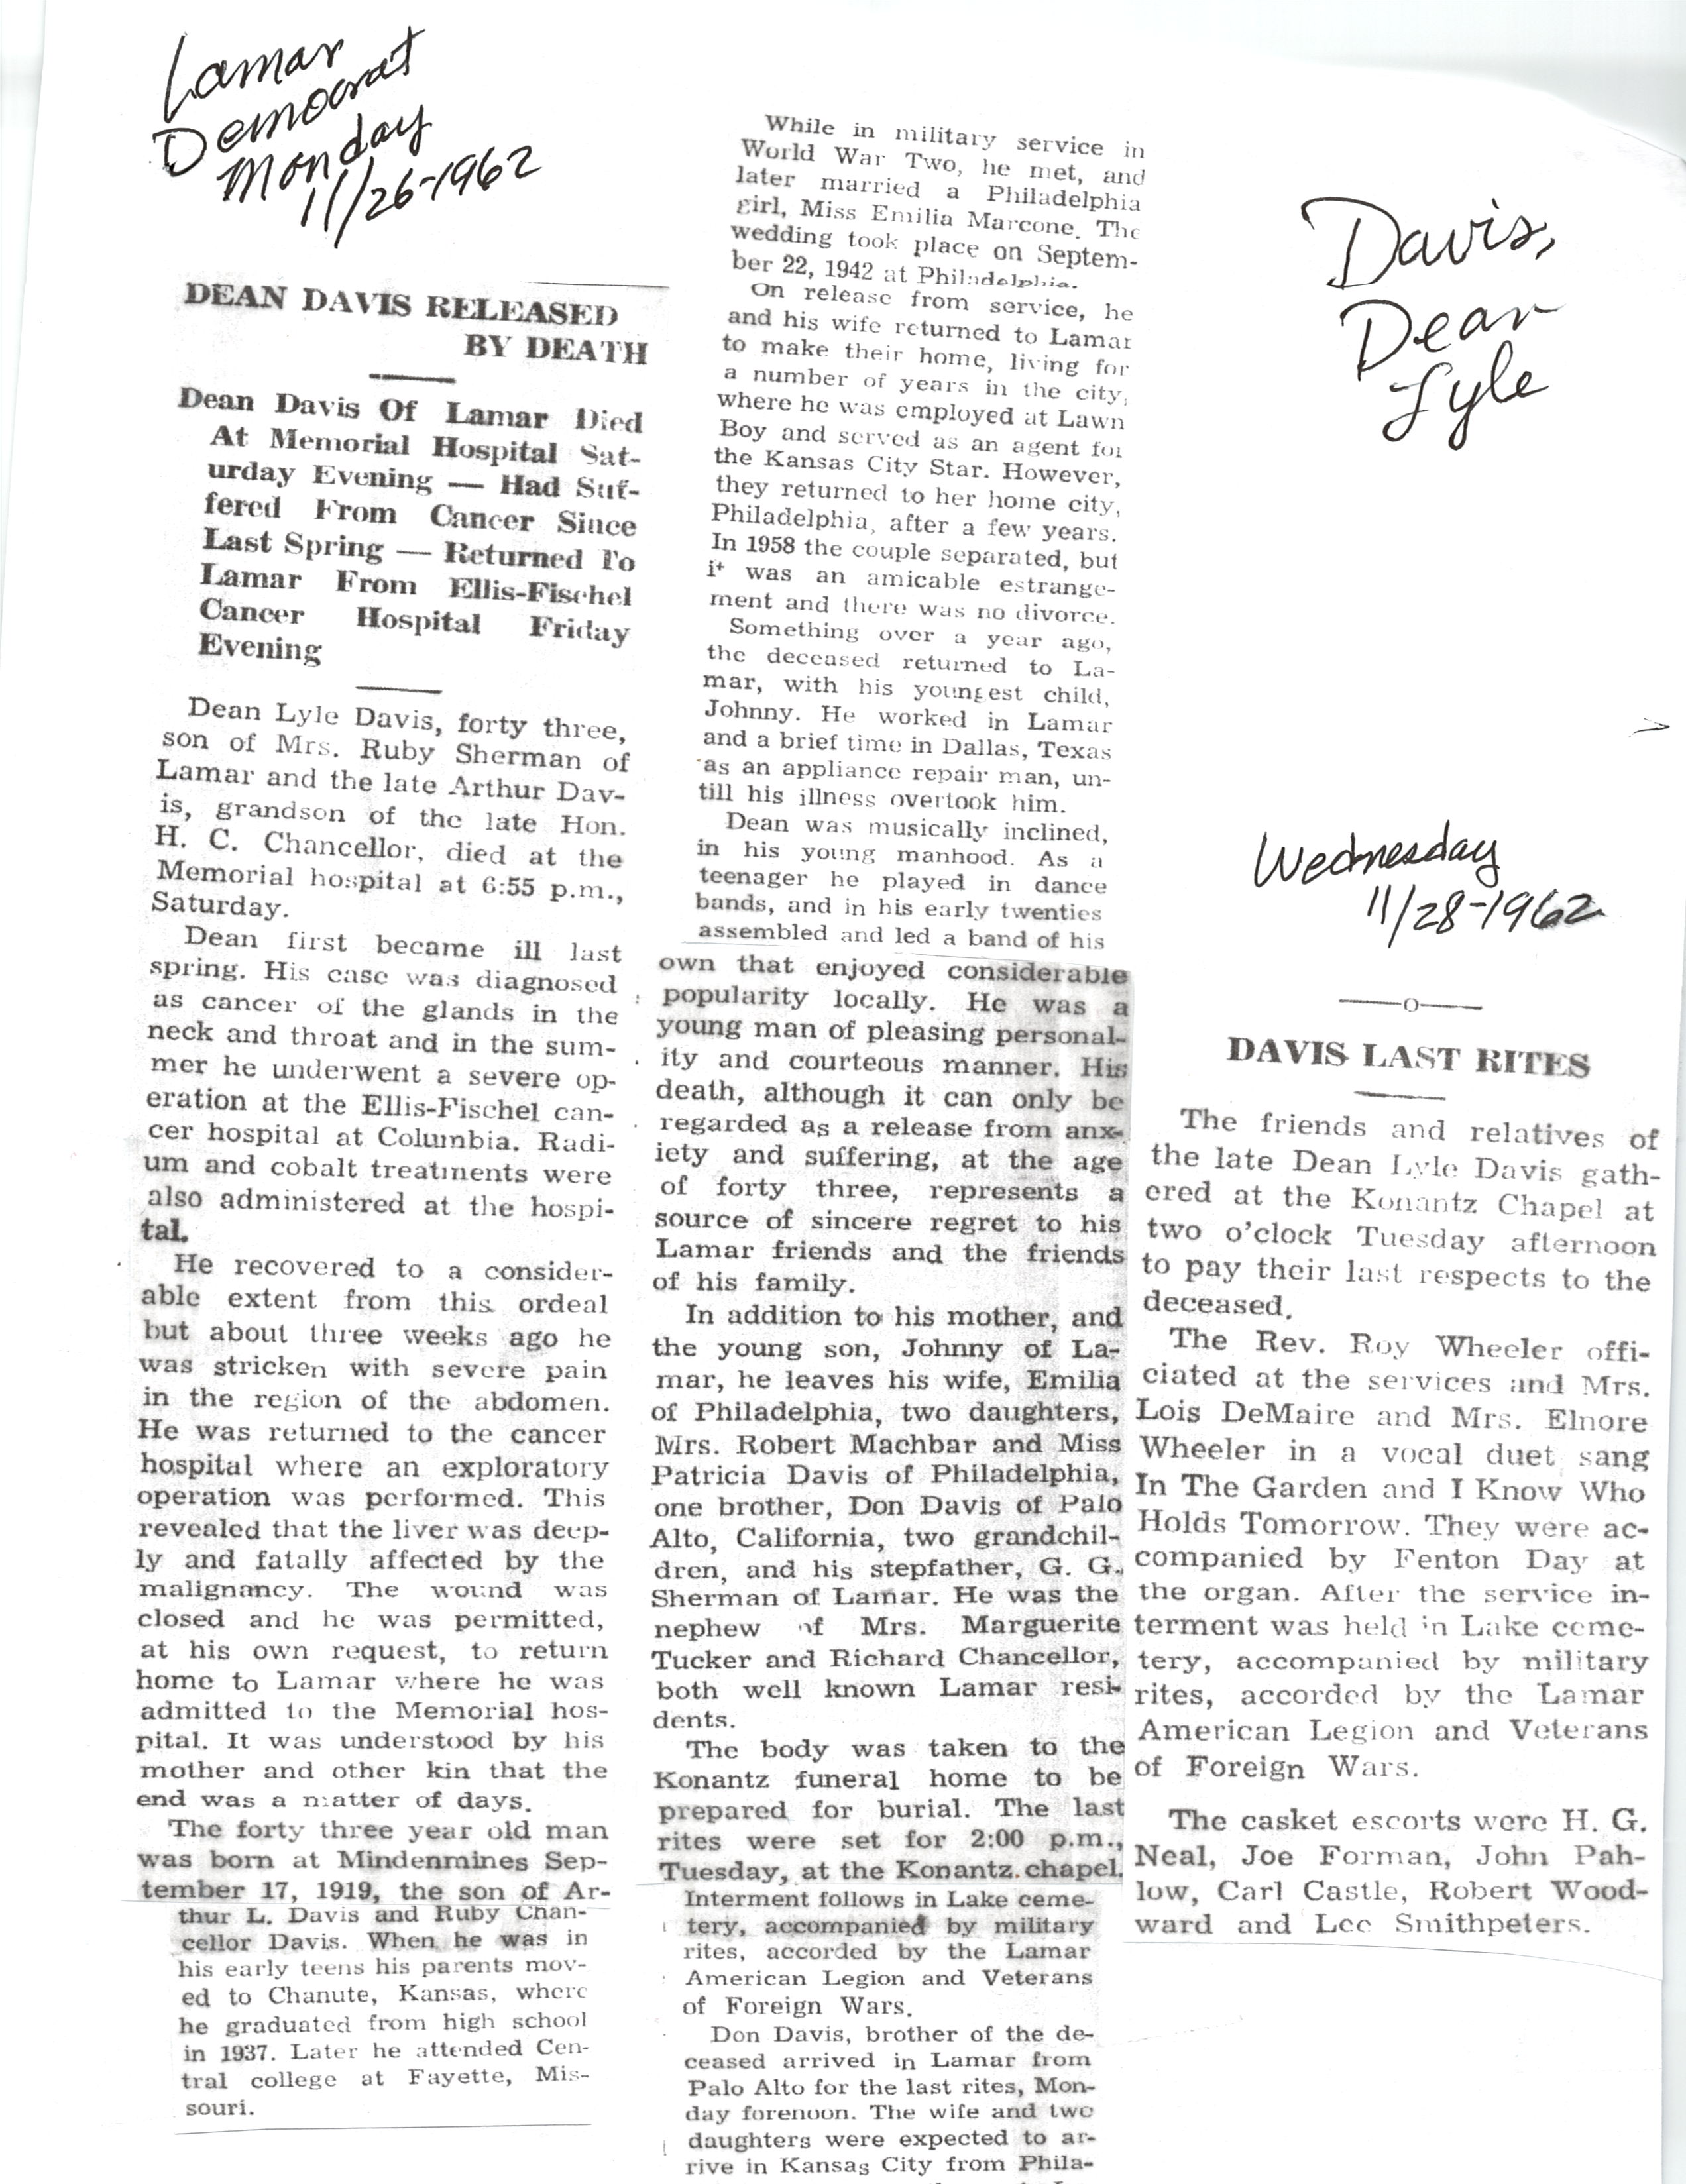 Lamar
Democrat
Monday
11/26-1962
DEAN DAVIS RELEASED
BY DEATH
Dean Davis Of Lamar Died
At Memorial Hospital Sat-
urday Evening — Had Suf-
fered From Cancer Since
Last Spring — Returned To
Lamar From Ellis-Fischel
Cancer Hospital Friday
Evening
Dean Lyle Davis, forty three,
son of Mrs. Ruby Sherman of
Lamar and the late Arthur Dav-
is, grandson of the late Hon.
H. C. Chancellor, died at the
Memorial hospital at 6:55 p.m.,
Saturday.
Dean first became ill last
spring. His case was diagnosed
as cancer of the glands in the
neck and throat and in the sum-
mer he underwent a severe op-
eration at the Ellis-Fischel can-
cer hospital at Columbia. Radi-
um and cobalt treatments were
also administered at the hospi-
tal.
He recovered to a consider-
able extent from this ordeal
but about three weeks ago he
was stricken with severe pain
in the region of the abdomen.
He was returned to the cancer
hospital where an exploratory
operation was performed. This
revealed that the liver was deep-
ly and fatally affected by the
malignancy. The wound was
closed and he was permitted,
at his own request, to return
home to Lamar where he was
admitted to the Memorial hos-
pital. It was understood by his
mother and other kin that the
end was a matter of days.
The forty three year old man
was born at Mindenmines Sep-
tember 17, 1919, the son of Ar-
thur L. Davis and Ruby Chan-
cellor Davis. When he was in
his early teens his parents mov-
ed to Chanute, Kansas, where
he graduated from high school
in 1937. Later he attended Cen-
tral college at Fayette, Mis-
souri.
While in military service in
World War Two, he met, and
later married a Philadelphia
girl, Miss Emilia Marcone. The
wedding took place on Septem-
ber 22, 1942 at Philadelphia.
On release from service, he
and his wife returned to Lamar
to make their home, living for
a number of years in the city,
where he was employed at Lawn
Boy and served as an agent for
the Kansas City Star. However,
they returned to her home city,
Philadelphia, after a few years.
In 1958 the couple separated, but
it was an amicable estrange-
ment and there was no divorce.
Something over a year ago,
the deceased returned to La-
mar, with his youngest child,
Johnny. He worked in Lamar
and a brief time in Dallas, Texas
as an appliance repair man, un-
till his illness overtook him.
Dean was musically inclined,
in his young manhood. As a
teenager he played in dance
bands, and in his early twenties
assembled and led a band of his
own that enjoyed considerable
popularity locally. He was a
young man of pleasing personal-
ity and courteous manner. His
death, although it can only be
regarded as a release from anx-
iety and suffering, at the age
of forty three, represents a
source of sincere regret to his
Lamar friends and the friends
of his family.
In addition to his mother, and
the young son, Johnny of La-
mar, he leaves his wife, Emilia
of Philadelphia, two daughters,
Mrs. Robert Machbar and Miss
Patricia Davis of Philadelphia,
one brother, Don Davis of Palo
Alto, California, two grandchil-
dren, and his stepfather, G. G.
Sherman of Lamar. He was the
nephew of Mrs. Marguerite
Tucker and Richard Chancellor,
both well known Lamar resi-
dents.
The body was taken to the
Konantz funeral home to be
prepared for burial. The last
rites were set for 2:00 p.m.,
Tuesday, at the Konantz chapel.
Interment follows in Lake ceme-
tery, accompanied by military
rites, accorded by the Lamar
American Legion and Veterans
of Foreign Wars.
Don Davis, brother of the de-
ceased arrived in Lamar from
Palo Alto for the last rites, Mon-
day forenoon. The wife and two
daughters were expected to ar-
rive in Kansas City from Phila-
Davis,
Dean
Lyle
Wednesday
11/28-1962
DAVIS LAST RITES
The friends and relatives of
the late Dean Lyle Davis gath-
ered at the Konantz Chapel at
two o'clock Tuesday afternoon
to pay their last respects to the
deceased.
The Rev. Roy Wheeler offi-
ciated at the services and Mrs.
Lois DeMaire and Mrs. Elnore
Wheeler in a vocal duet sang
In The Garden and I Know Who
Holds Tomorrow. They were ac-
companied by Fenton Day at
the organ. After the service in-
terment was held in Lake ceme-
tery, accompanied by military
rites, accorded by the Lamar
American Legion and Veterans
of Foreign Wars.
The casket escorts were H. G.
Neal, Joe Forman, John Pah-
low, Carl Castle, Robert Wood-
ward and Lee Smithpeters.